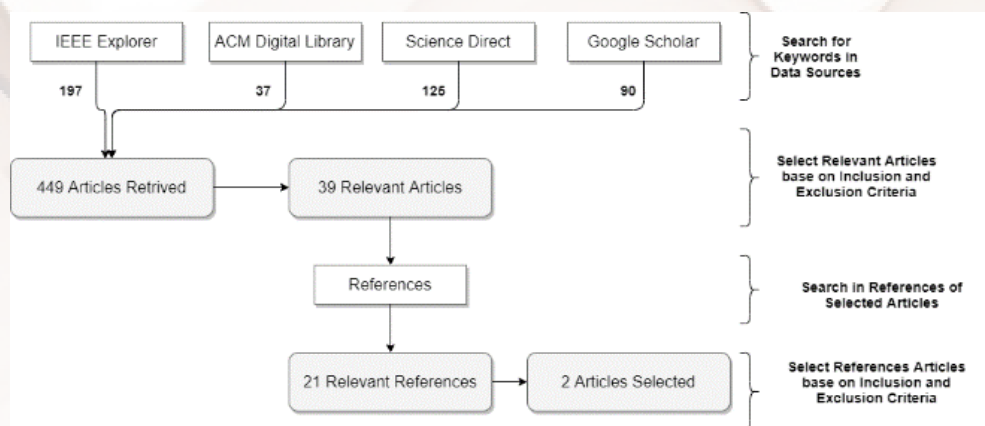 IEEE Explorer
ACM Digital Library
Science Direct
Google Scholar
Search for
Keywords in
Data Sources
197
37
125
90
449 Articles Retrived
39 Relevant Articles
Select Relevant Articles
base on Inclusion and
Exclusion Criteria
References
Search in References of
Selected Articles
21 Relevant References
2 Articles Selected
Select References Articles
base on Inclusion and
Exclusion Criteria